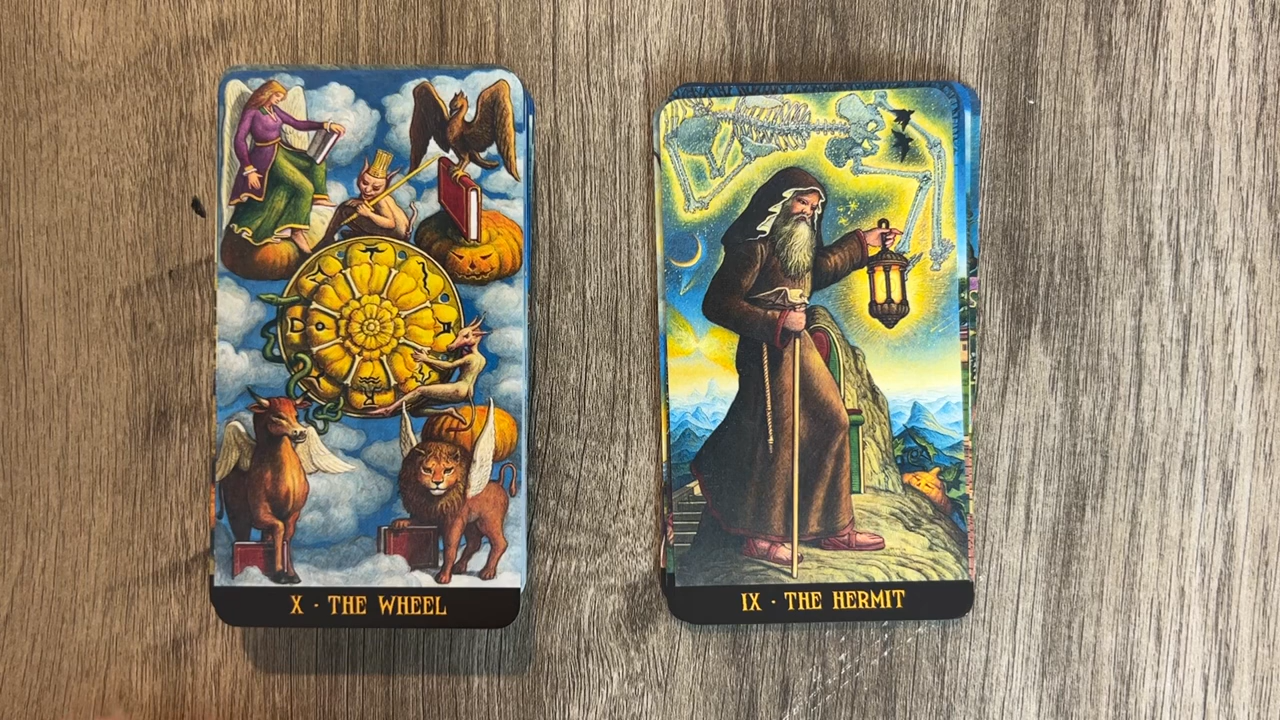 X · THE WHEEL
IX · THE HERMIT